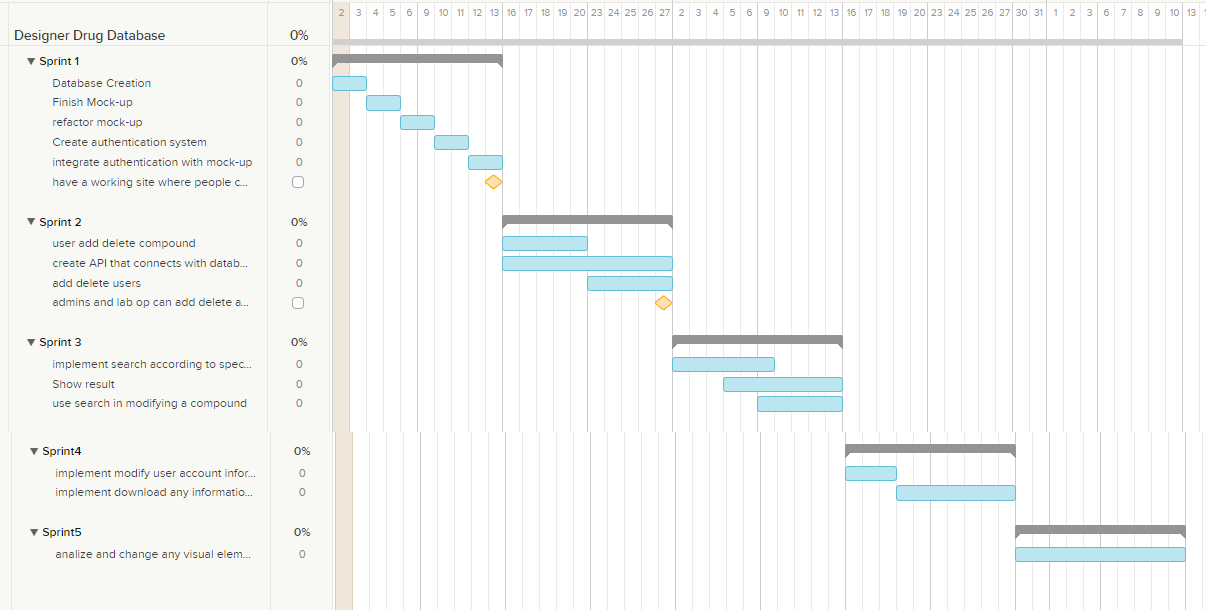 2 3 4 5 6 9 10 11 12 13 16 17 18 19 20 23 24 25 26 27 2 3 4 5 6 9 10 11 12 13 16 17 18 19 20 23 24 25 26 27 30 31 1 2 3 6 7 8 9 10 13
Designer Drug Database 0%
Sprint 1 0%
Database Creation 0
Finish Mock-up 0
refactor mock-up 0
Create authentication system 0
integrate authentication with mock-up 0
have a working site where people c...
Sprint 2 0%
user add delete compound 0
create API that connects with datab... 0
add delete users 0
admins and lab op can add delete a...
Sprint 3 0%
implement search according to spec... 0
Show result 0
use search in modifying a compound 0
Sprint4 0%
implement modify user account infor... 0
implement download any informatio... 0
Sprint5 0%
analize and change any visual elem... 0